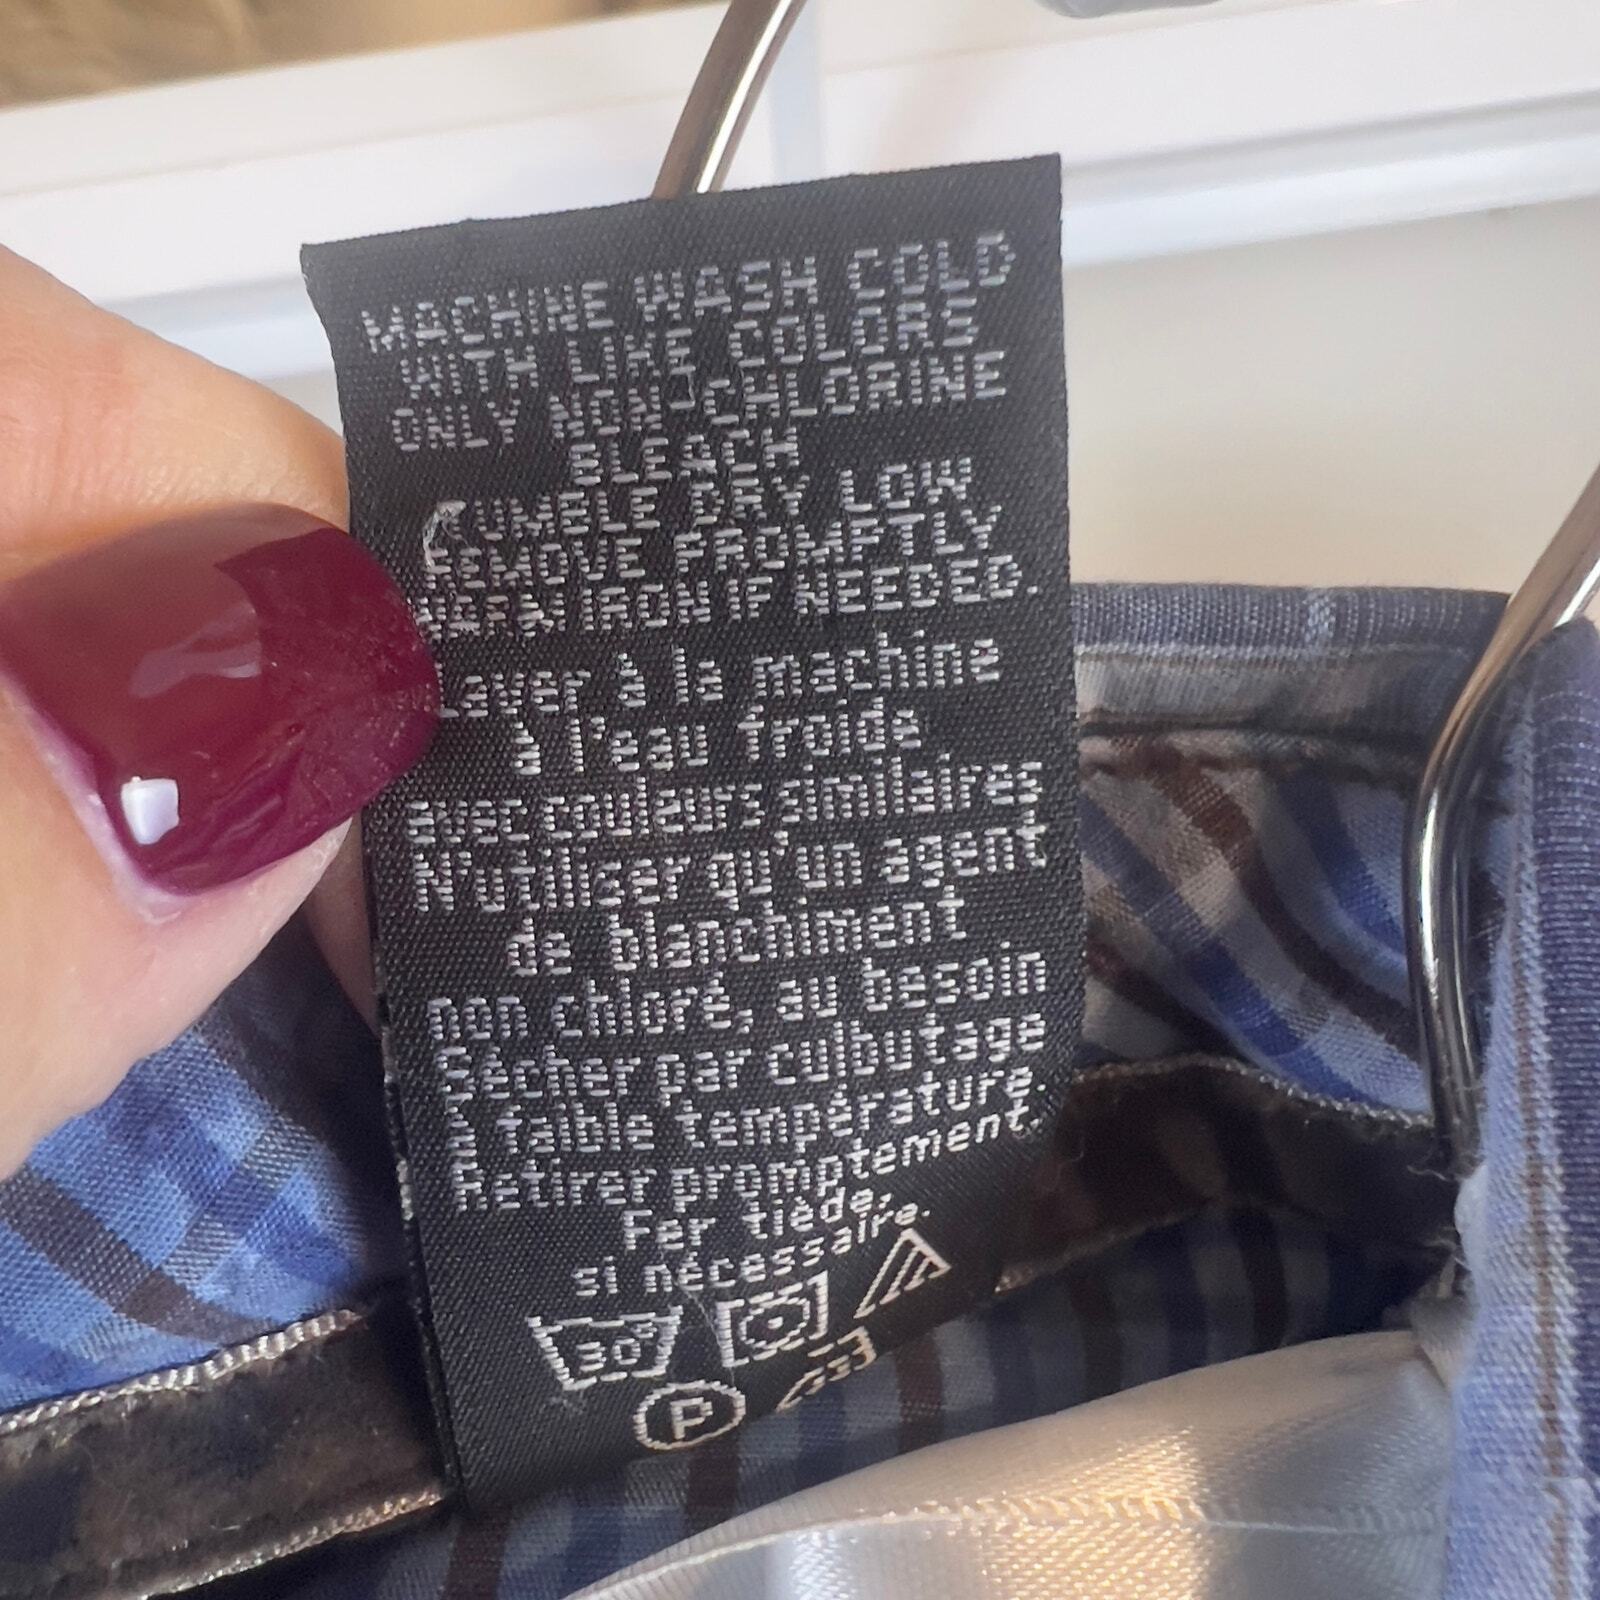 MACHINE WASH COLD
WITH LIKE COLORS
ONLY NON-CHLORINE
BLEACH
TUMBLE DRY LOW
REMOVE PROMPTLY
WARM IRON IF NEEDED.
Laver à la machine
à l'eau froide
avec couleurs similaires
N'utiliser qu'un agent
de blanchiment
non chloré, au besoin
Sécher par culbutage
à faible température.
Retirer promptement.
Fer tiède,
si nécessaire.
30°
P